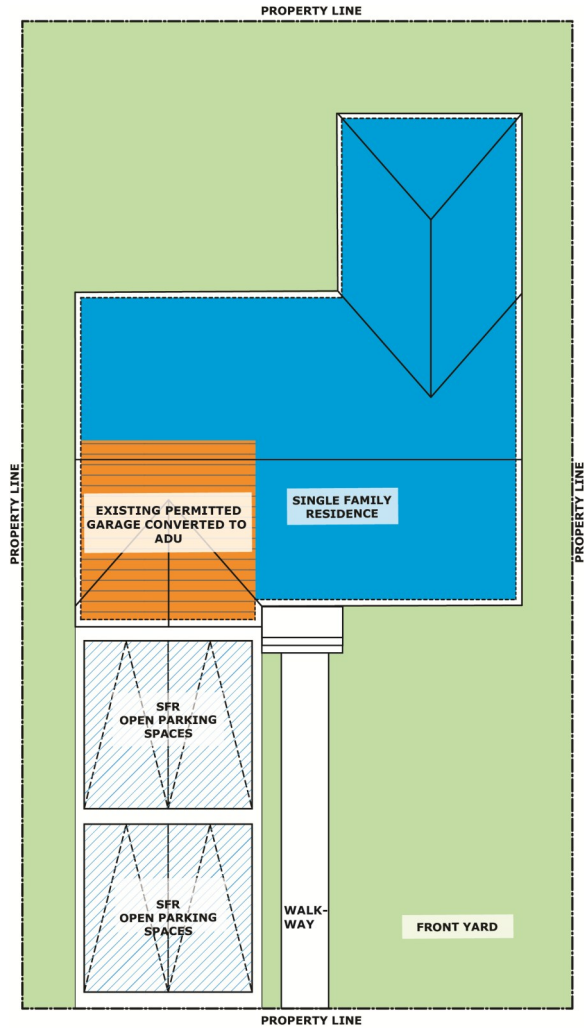 PROPERTY LINE
PROPERTY LINE
PROPERTY LINE
EXISTING PERMITTED
GARAGE CONVERTED TO
ADU
SINGLE FAMILY
RESIDENCE
SFR
OPEN PARKING
SPACES
SFR
OPEN PARKING
SPACES
WALK-
WAY
FRONT YARD
PROPERTY LINE